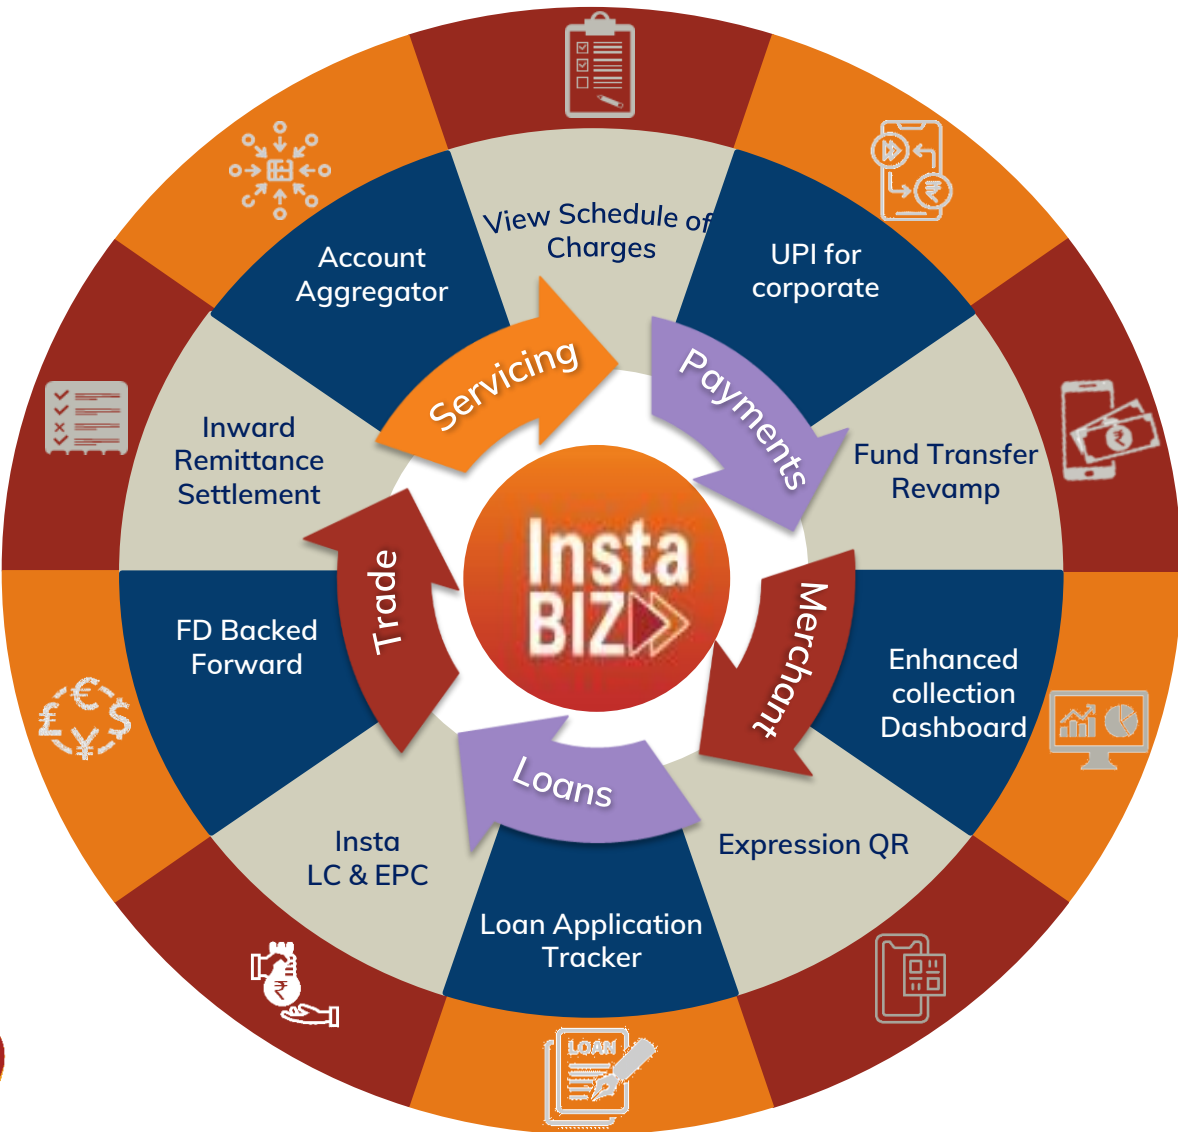 View Schedule of
Charges
UPI for
corporate
Fund Transfer
Revamp
Enhanced
collection
Dashboard
Expression QR
Loan Application
Tracker
Insta
LC & EPC
FD Backed
Forward
Inward
Remittance
Settlement
Account
Aggregator
Servicing
Payments
Merchant
Loans
Trade
Insta
BIZ
LOAN
₹
₹
₹
£
€
$
¥